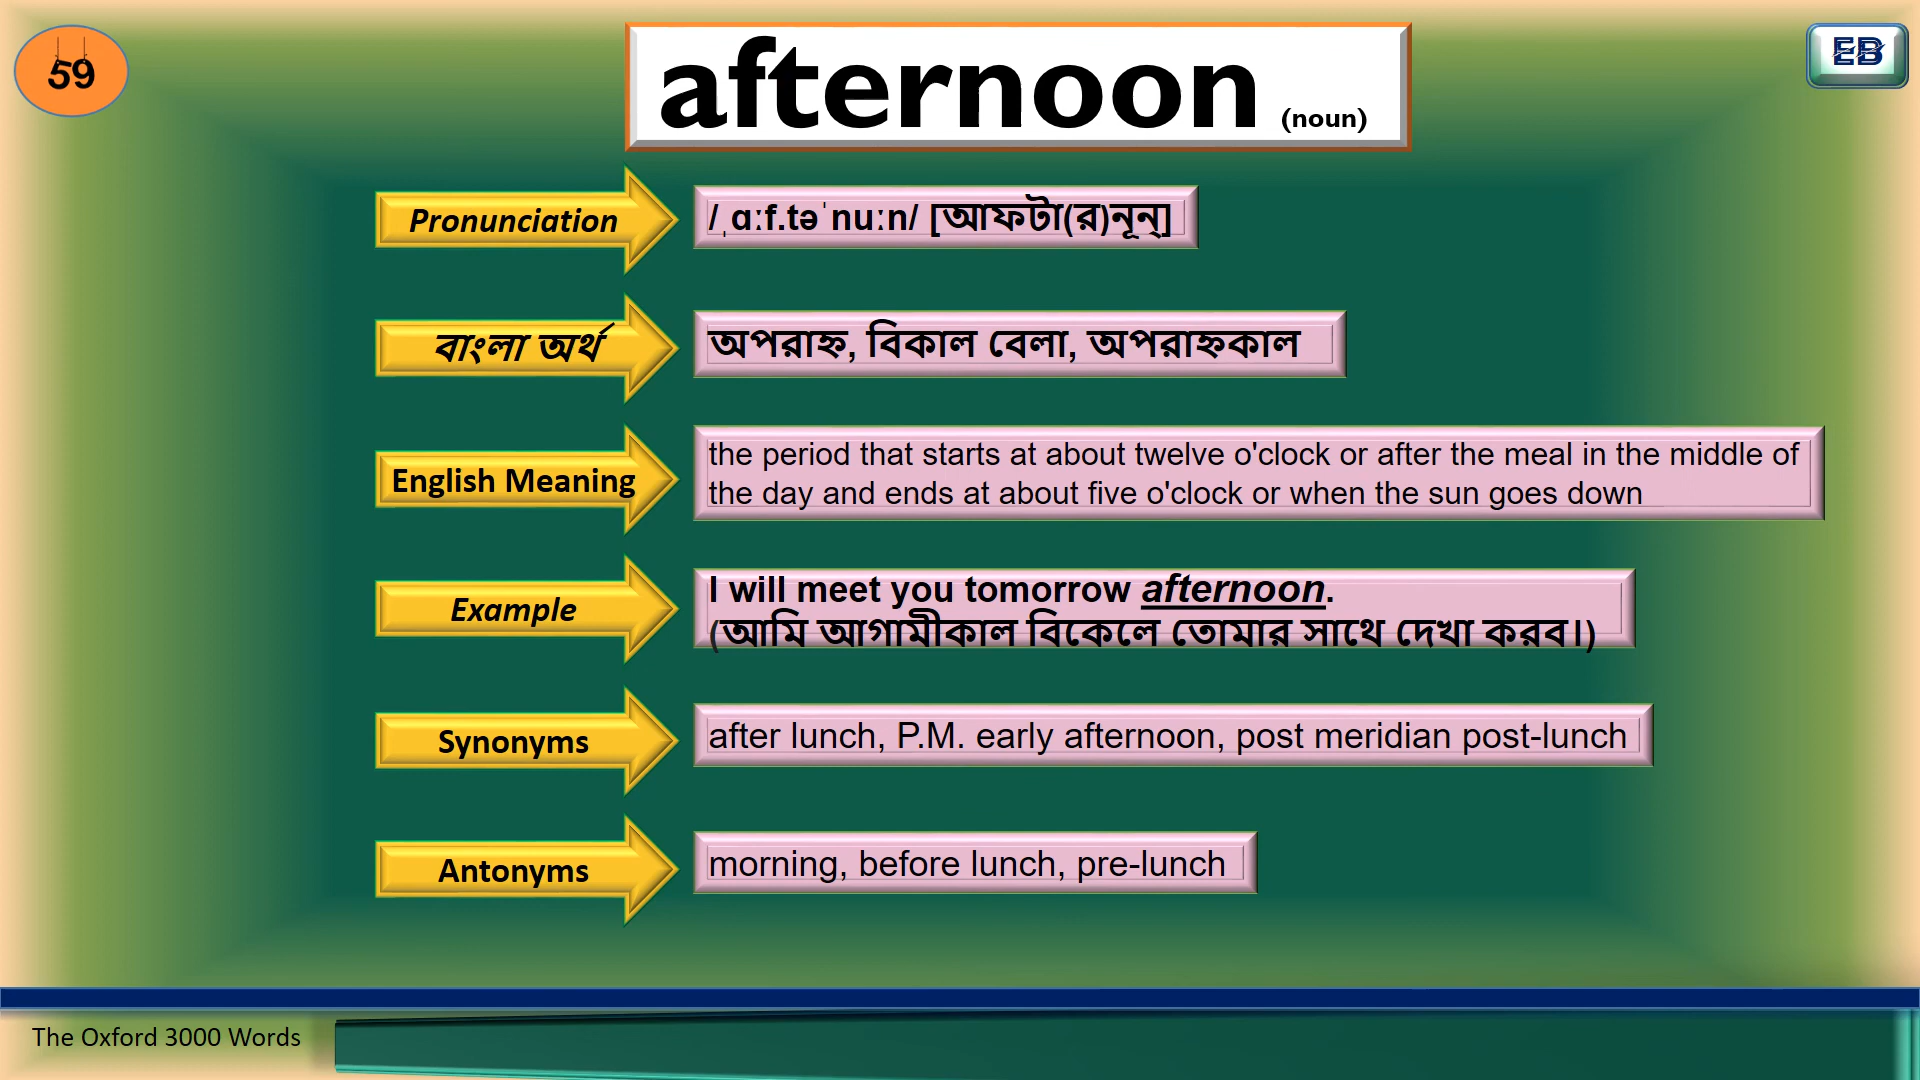 59
afternoon (noun)
EB
Pronunciation
/ˌɑːf.təˈnuːn/ [আফটা(র)নূন্]
বাংলা অর্থ
অপরাহ্ন, বিকাল বেলা, অপরাহ্নকাল
English Meaning
the period that starts at about twelve o'clock or after the meal in the middle of
the day and ends at about five o'clock or when the sun goes down
Example
I will meet you tomorrow afternoon.
(আমি আগামীকাল বিকেলে তোমার সাথে দেখা করব।)
Synonyms
after lunch, P.M. early afternoon, post meridian post-lunch
Antonyms
morning, before lunch, pre-lunch
The Oxford 3000 Words